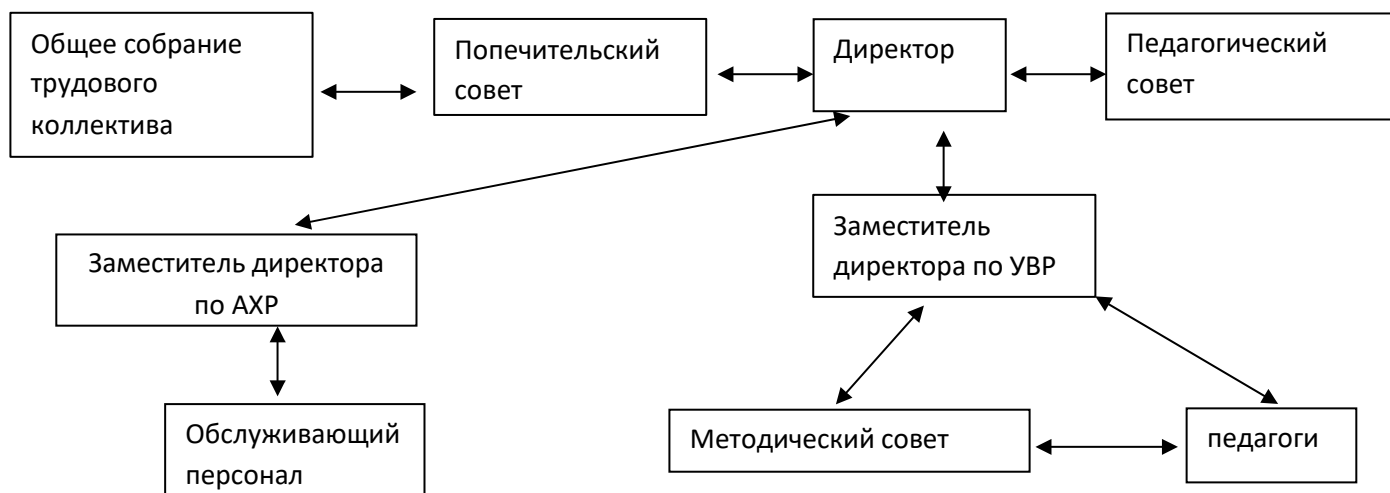 Общее собрание
трудового
коллектива
Попечительский
совет
Директор
Педагогический
совет
Заместитель директора
по АХР
Заместитель
директора по УВР
Обслуживающий
персонал
Методический совет
педагоги